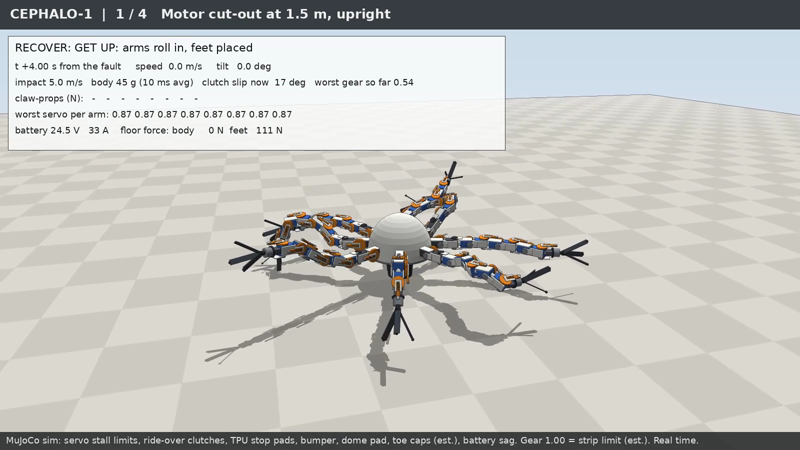 CEPHALO-1 | 1 / 4 Motor cut-out at 1.5 m, upright
RECOVER: GET UP: arms roll in, feet placed
t +4.00 s from the fault speed 0.0 m/s tilt 0.0 deg
impact 5.0 m/s body 45 g (10 ms avg) clutch slip now 17 deg worst gear so far 0.54
claw-props (N): - - - - - - - -
worst servo per arm: 0.87 0.87 0.87 0.87 0.87 0.87 0.87 0.87
battery 24.5 V 33 A floor force: body 0 N feet 111 N
MuJoCo sim: servo stall limits, ride-over clutches, TPU stop pads, bumper, dome pad, toe caps (est.), battery sag. Gear 1.00 = strip limit (est.). Real time.